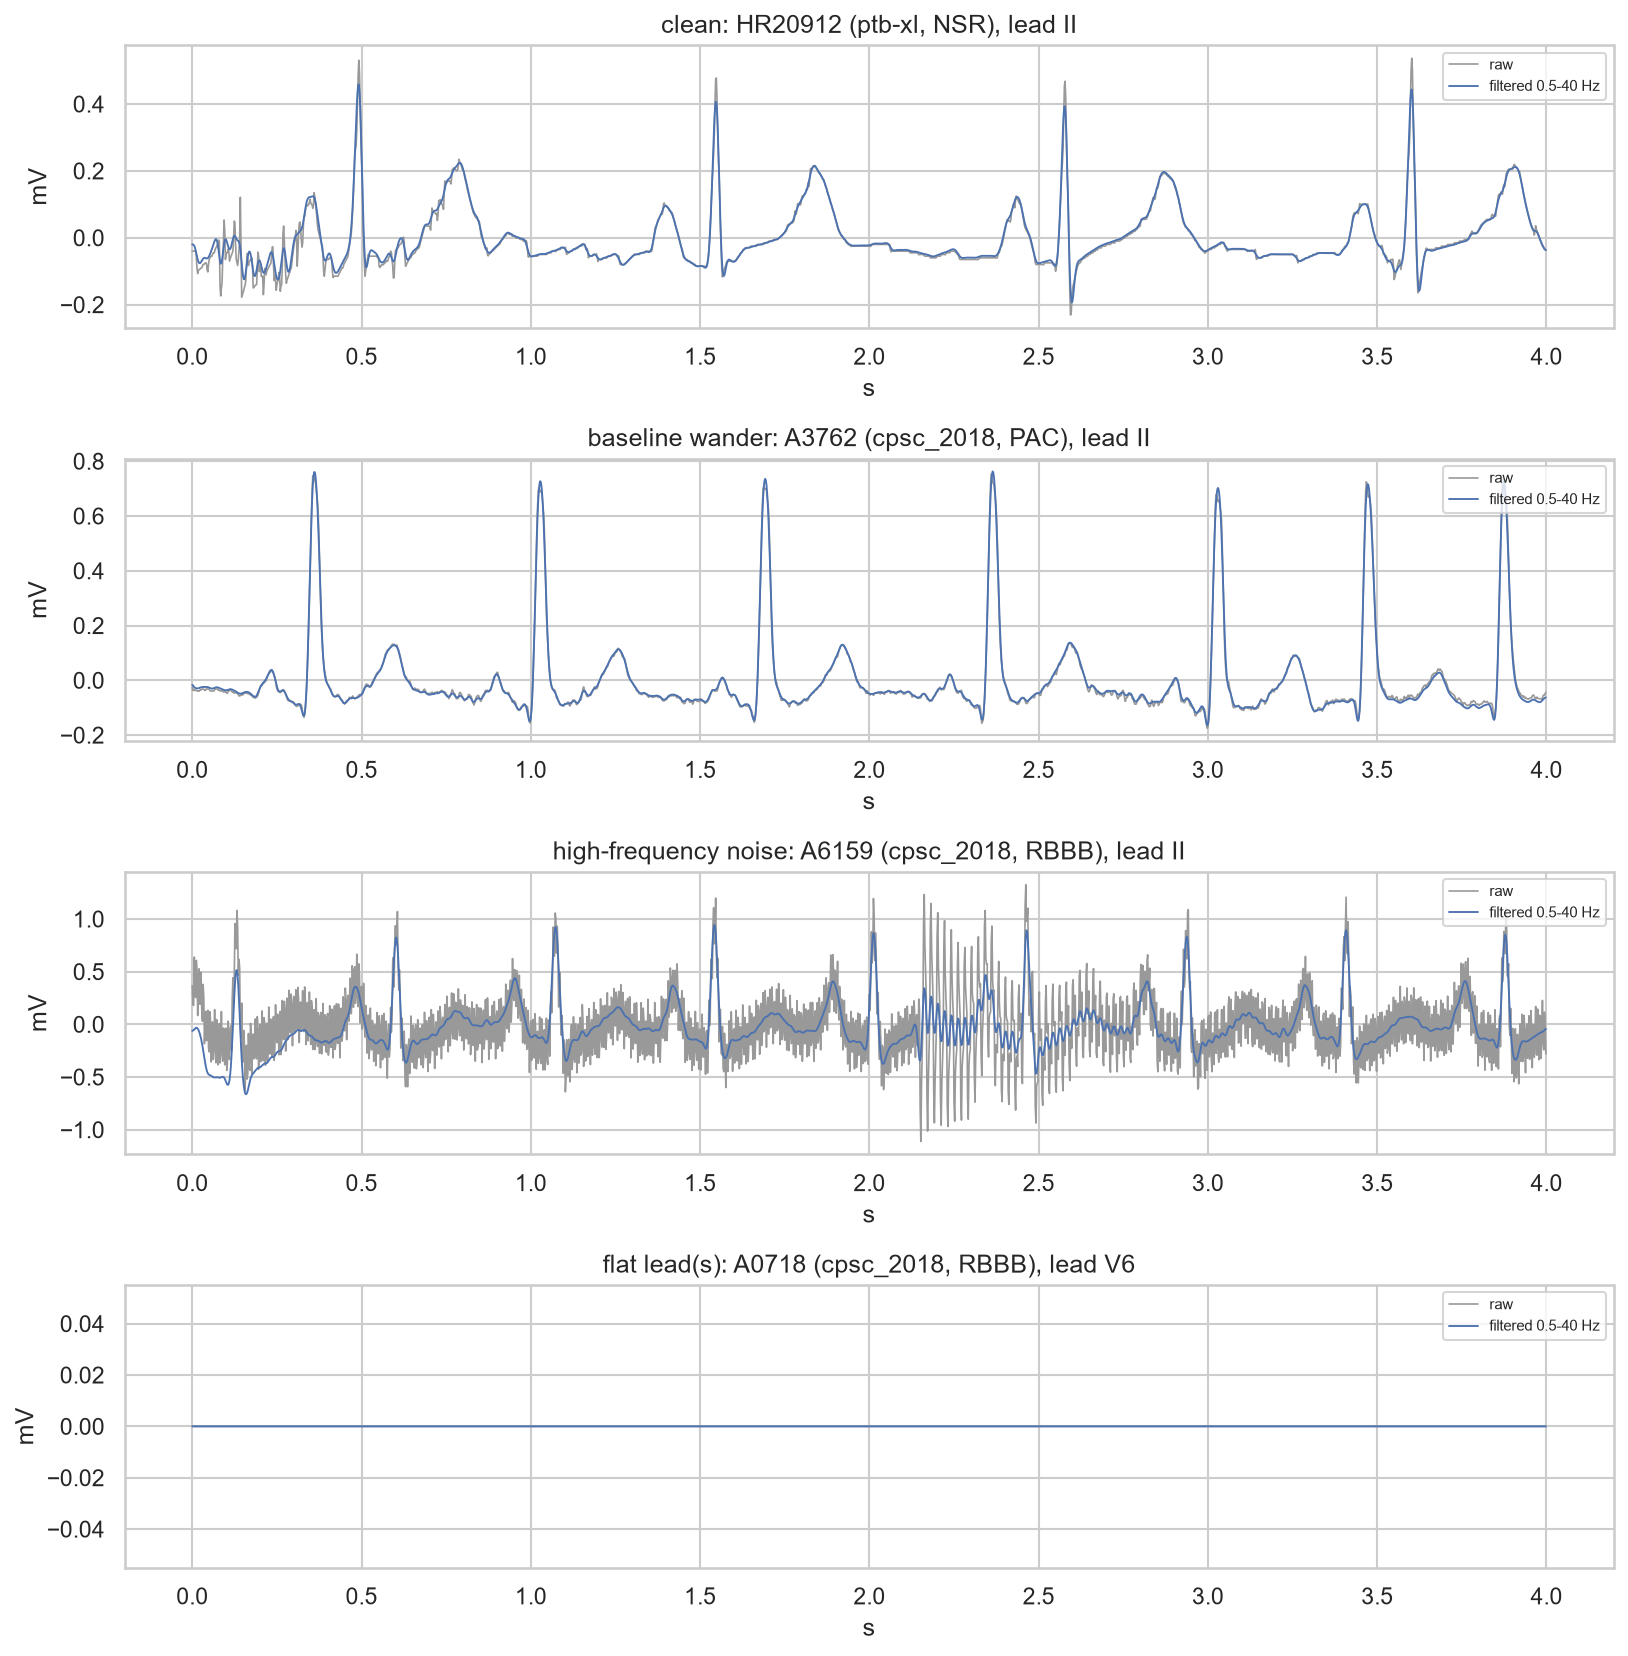 clean: HR20912 (ptb-xl, NSR), lead II
raw
filtered 0.5-40 Hz
mV
0.4
0.2
0.0
−0.2
0.0 0.5 1.0 1.5 2.0 2.5 3.0 3.5 4.0
s
baseline wander: A3762 (cpsc_2018, PAC), lead II
raw
filtered 0.5-40 Hz
mV
0.8
0.6
0.4
0.2
0.0
−0.2
0.0 0.5 1.0 1.5 2.0 2.5 3.0 3.5 4.0
s
high-frequency noise: A6159 (cpsc_2018, RBBB), lead II
raw
filtered 0.5-40 Hz
mV
1.0
0.5
0.0
−0.5
−1.0
0.0 0.5 1.0 1.5 2.0 2.5 3.0 3.5 4.0
s
flat lead(s): A0718 (cpsc_2018, RBBB), lead V6
raw
filtered 0.5-40 Hz
mV
0.04
0.02
0.00
−0.02
−0.04
0.0 0.5 1.0 1.5 2.0 2.5 3.0 3.5 4.0
s